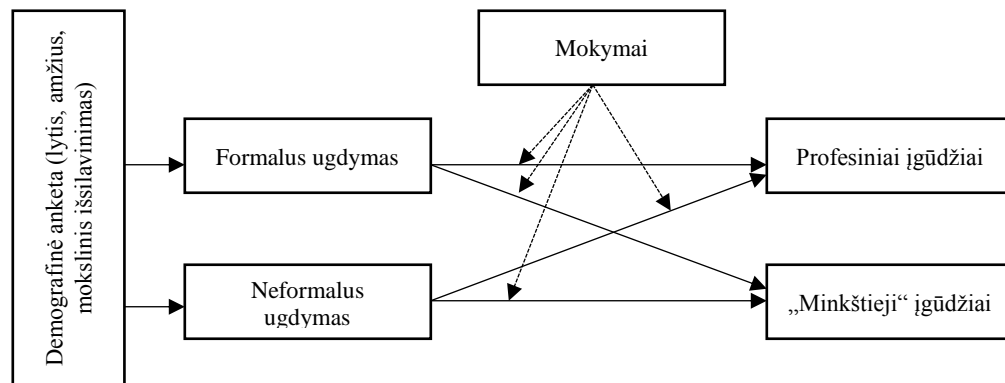 Demografinė anketa (lytis, amžius,
mokslinis išsilavinimas)
Mokymai
Formalus ugdymas
Profesiniai įgūdžiai
Neformalus
ugdymas
„Minkštieji“ įgūdžiai